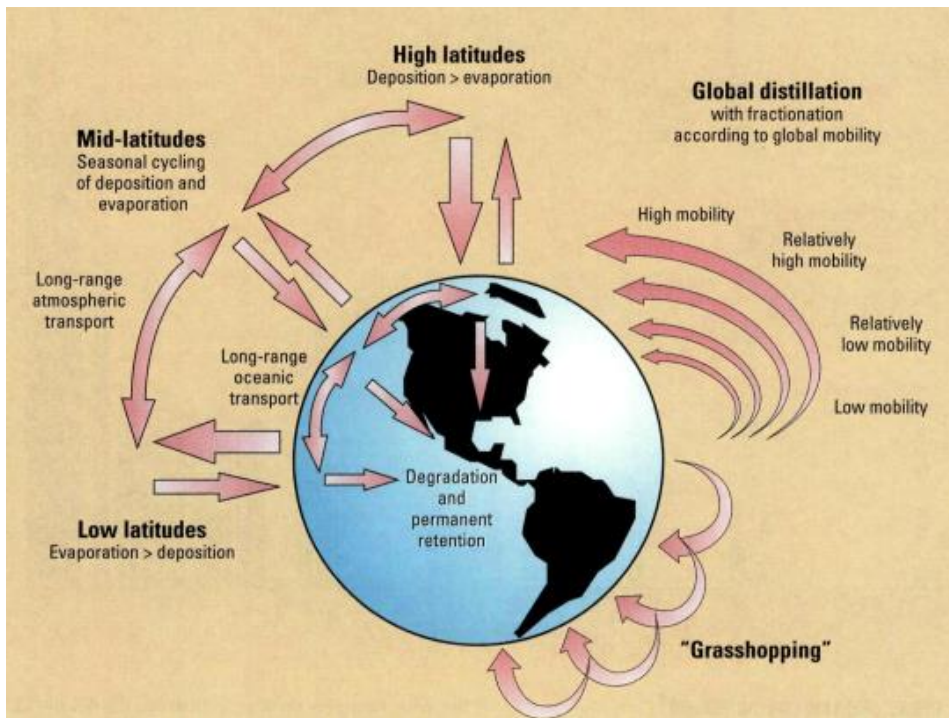 High latitudes
Deposition > evaporation
Global distillation
with fractionation
according to global mobility
Mid-latitudes
Seasonal cycling
of deposition and
evaporation
High mobility
Relatively
high mobility
Long-range
atmospheric
transport
Relatively
low mobility
Long-range
oceanic
transport
Low mobility
Degradation
and
permanent
retention
Low latitudes
Evaporation > deposition
"Grasshopping"